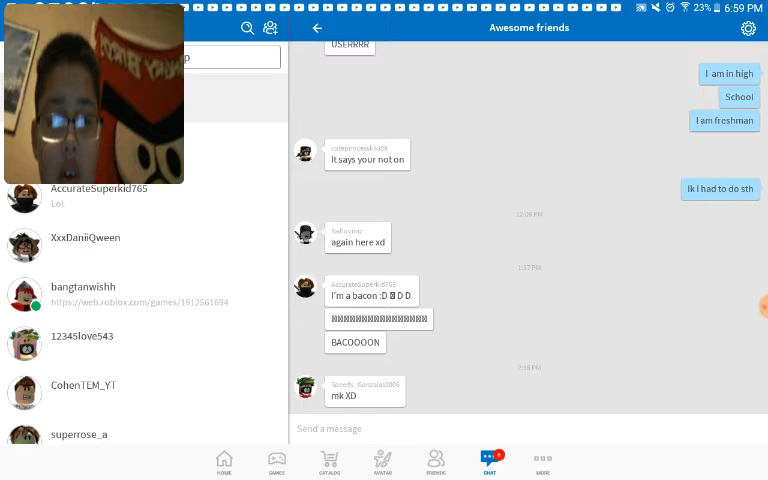 23% 6:59 PM
Awesome friends
p
USERRRR
I am in high
School
I am freshman
cuteprincesskiki69
It says your not on
Ik I had to do sth
12:09 PM
again here xd
1:57 PM
AccurateSuperkid765
I'm a bacon :D D D
BACOOOON
2:16 PM
Speedy_Gonzalas2006
mk XD
Send a message
AccurateSuperkid765
Lol
XxxDaniiQween
bangtanwishh
https://web.roblox.com/games/1912561694
12345love543
CohenTEM_YT
superrose_a
HOME
GAMES
CATALOG
AVATAR
FRIENDS
6
CHAT
MORE